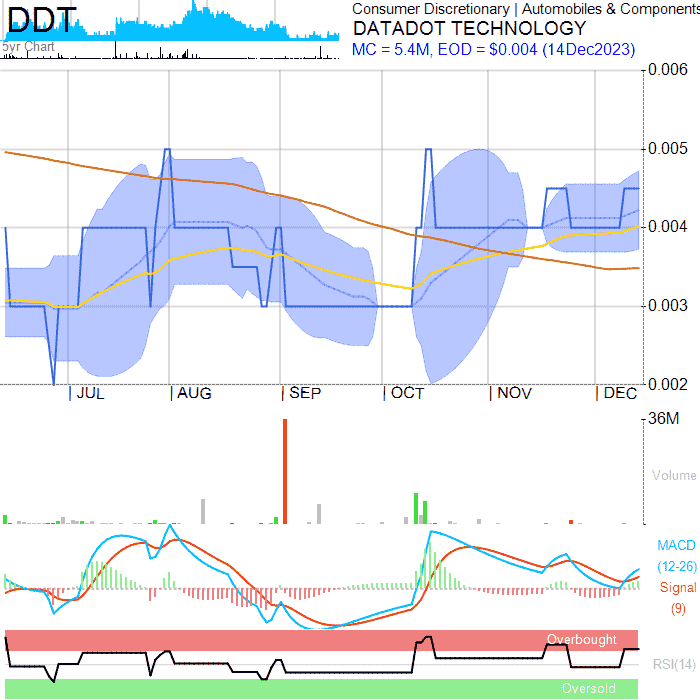 DDT
Consumer Discretionary | Automobiles & Components
DATADOT TECHNOLOGY
MC = 5.4M, EOD = $0.004 (14Dec2023)
5yr Chart
0.006
0.005
0.004
0.003
0.002
JUL AUG SEP OCT NOV DEC
36M
Volume
MACD
(12-26)
Signal
(9)
Overbought
RSI(14)
Oversold